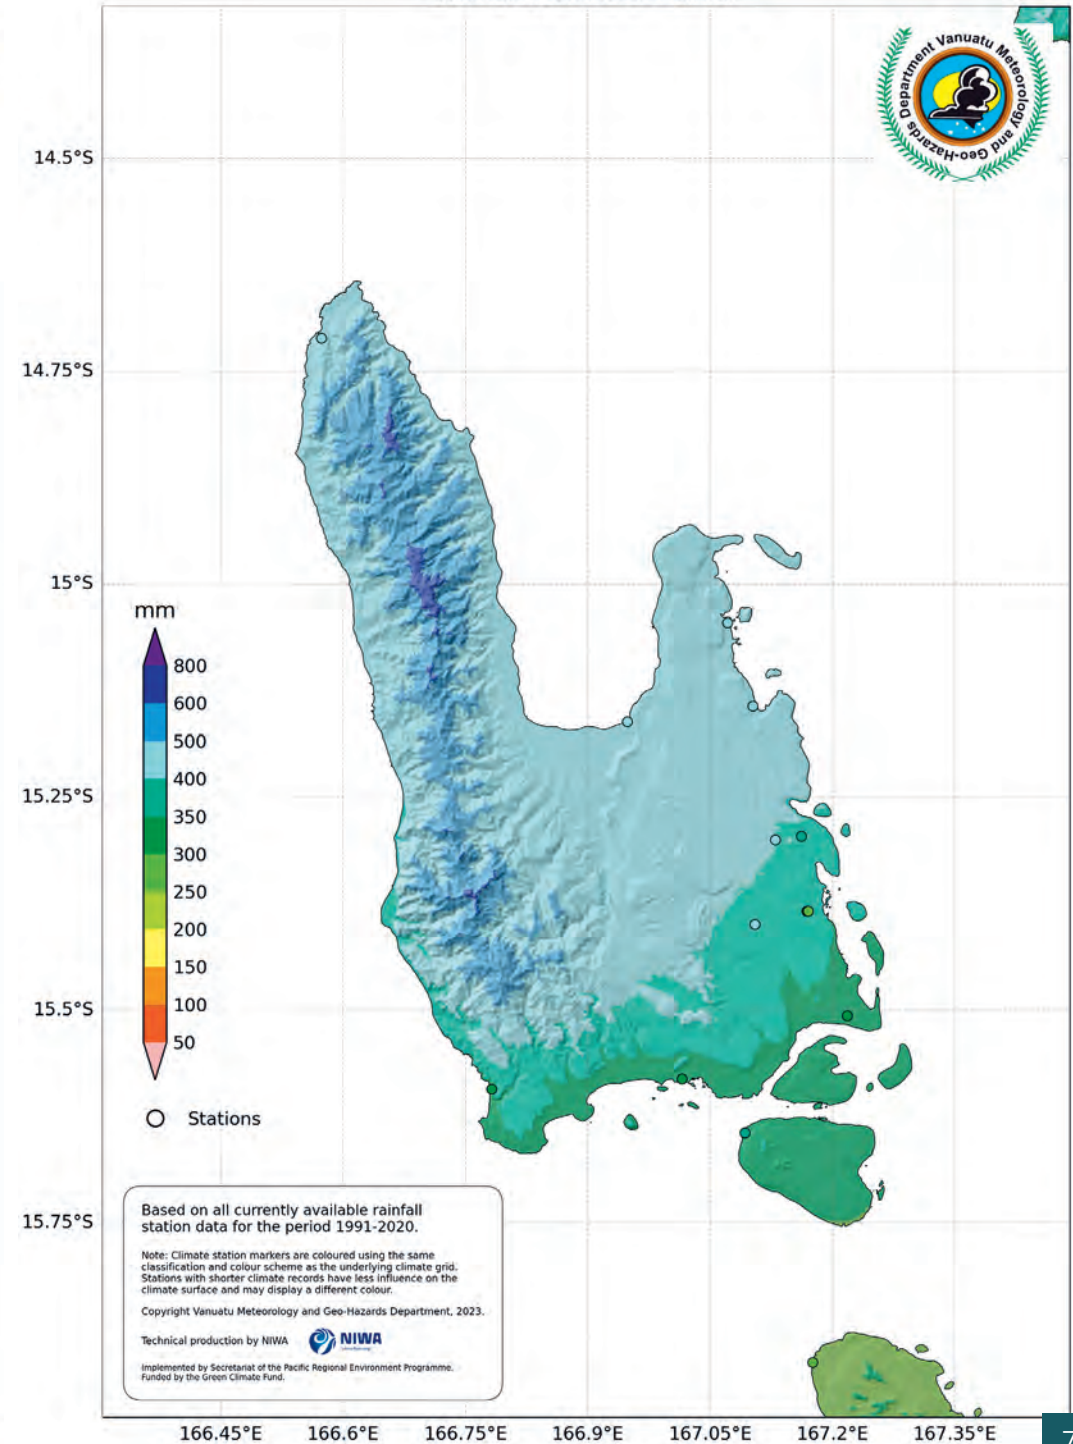 Vanuatu Meteorology and Geo-Hazards Department
14.5°S
14.75°S
15°S
15.25°S
15.5°S
15.75°S
mm
800
600
500
400
350
300
250
200
150
100
50
Stations
Based on all currently available rainfall
station data for the period 1991-2020.
Note: Climate station markers are coloured using the same
classification and colour scheme as the underlying climate grid.
Stations with shorter climate records have less influence on the
climate surface and may display a different colour.
Copyright Vanuatu Meteorology and Geo-Hazards Department, 2023.
Technical production by NIWA
NIWA
Implemented by Secretariat of the Pacific Regional Environment Programme.
Funded by the Green Climate Fund.
166.45°E
166.6°E
166.75°E
166.9°E
167.05°E
167.2°E
167.35°E
7